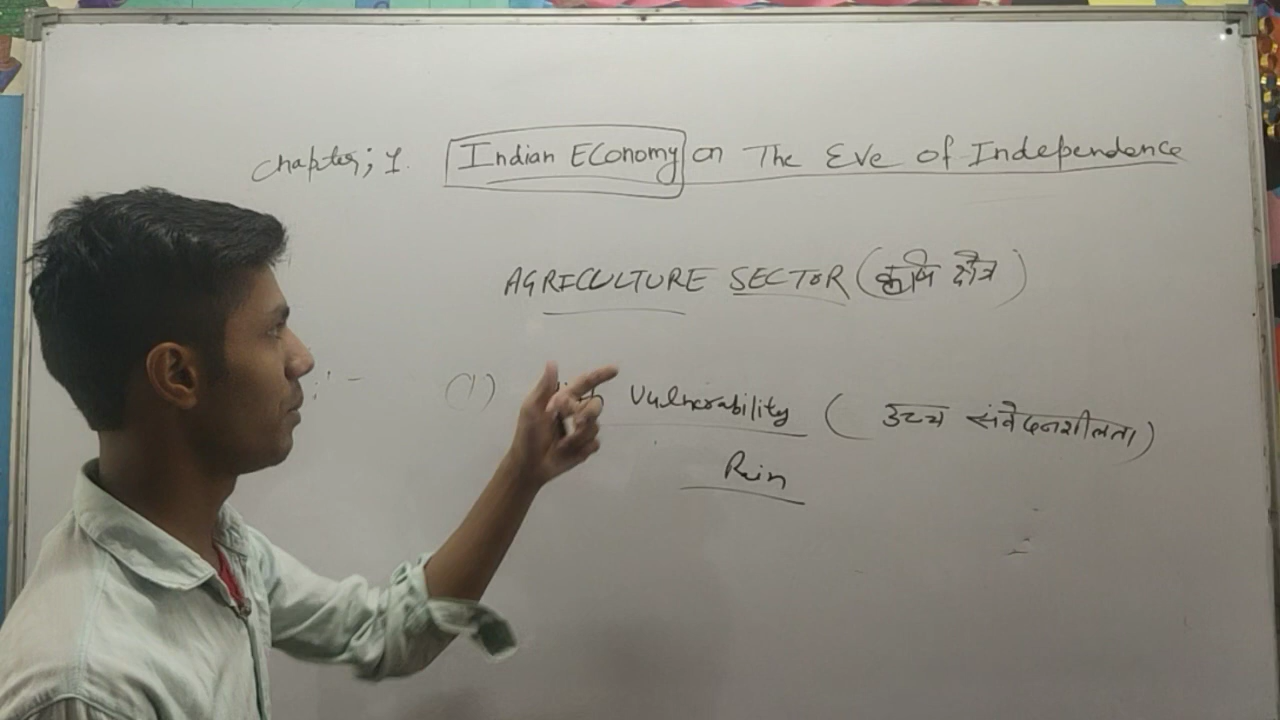 Chapter; 1. Indian Economy on The Eve of Independence
AGRICULTURE SECTOR (कृषि क्षेत्र)
(1) Vulnerability ( उच्च संवेदनशीलता)
Rain